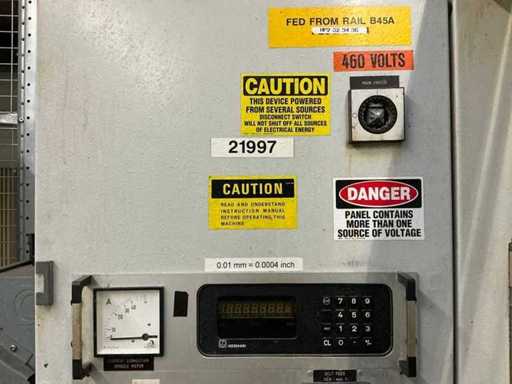 FED FROM RAIL B45A
460 VOLTS
CAUTION
THIS DEVICE POWERED
FROM SEVERAL SOURCES
DISCONNECT SWITCH
WILL NOT SHUT OFF ALL SOURCES
OF ELECTRICAL ENERGY
21997
CAUTION
READ AND UNDERSTAND
INSTRUCTION MANUAL
BEFORE OPERATING THIS
MACHINE
DANGER
PANEL CONTAINS
MORE THAN ONE
SOURCE OF VOLTAGE
0.01 mm = 0.0004 inch
A
7 8 9
4 5 6
1 2 3
CL 0